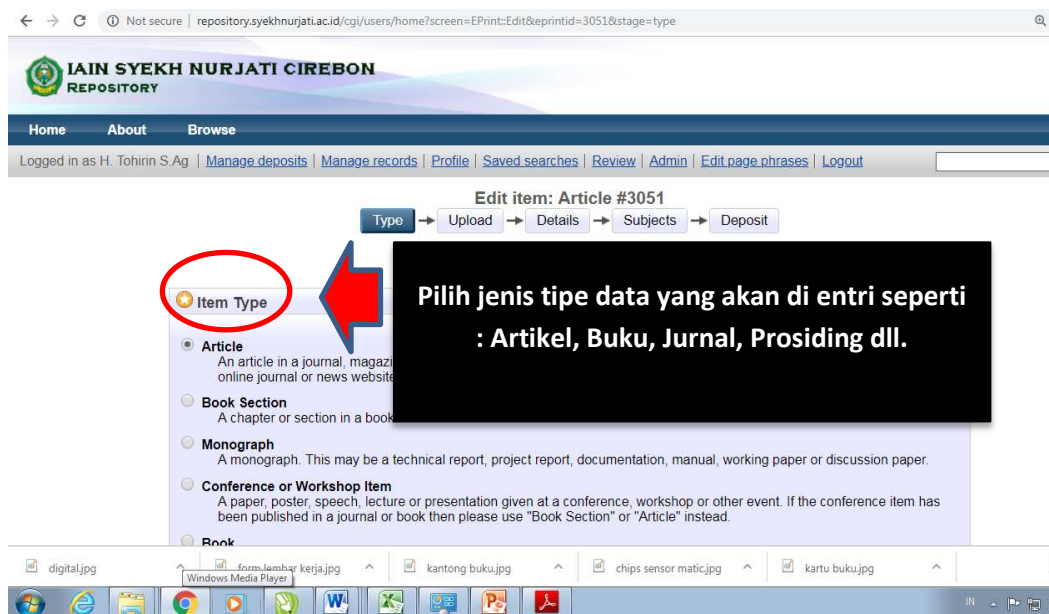 Not secure | repository.syekhnurjati.ac.id/cgi/users/home?screen=EPrint::Edit&eprintid=3051&stage=type
IAIN SYEKH NURJATI CIREBON
REPOSITORY
Home About Browse
Logged in as H. Tohirin S.Ag | Manage deposits | Manage records | Profile | Saved searches | Review | Admin | Edit page phrases | Logout
Edit item: Article #3051
Type → Upload → Details → Subjects → Deposit
Pilih jenis tipe data yang akan di entri seperti
: Artikel, Buku, Jurnal, Prosiding dll.
Item Type
Article
An article in a journal, magazi
online journal or news website
Book Section
A chapter or section in a book
Monograph
A monograph. This may be a technical report, project report, documentation, manual, working paper or discussion paper.
Conference or Workshop Item
A paper, poster, speech, lecture or presentation given at a conference, workshop or other event. If the conference item has
been published in a journal or book then please use "Book Section" or "Article" instead.
Book
digital.jpg form lembar kerja.jpg kantong buku.jpg chips sensor matic.jpg kartu buku.jpg
Windows Media Player
IN